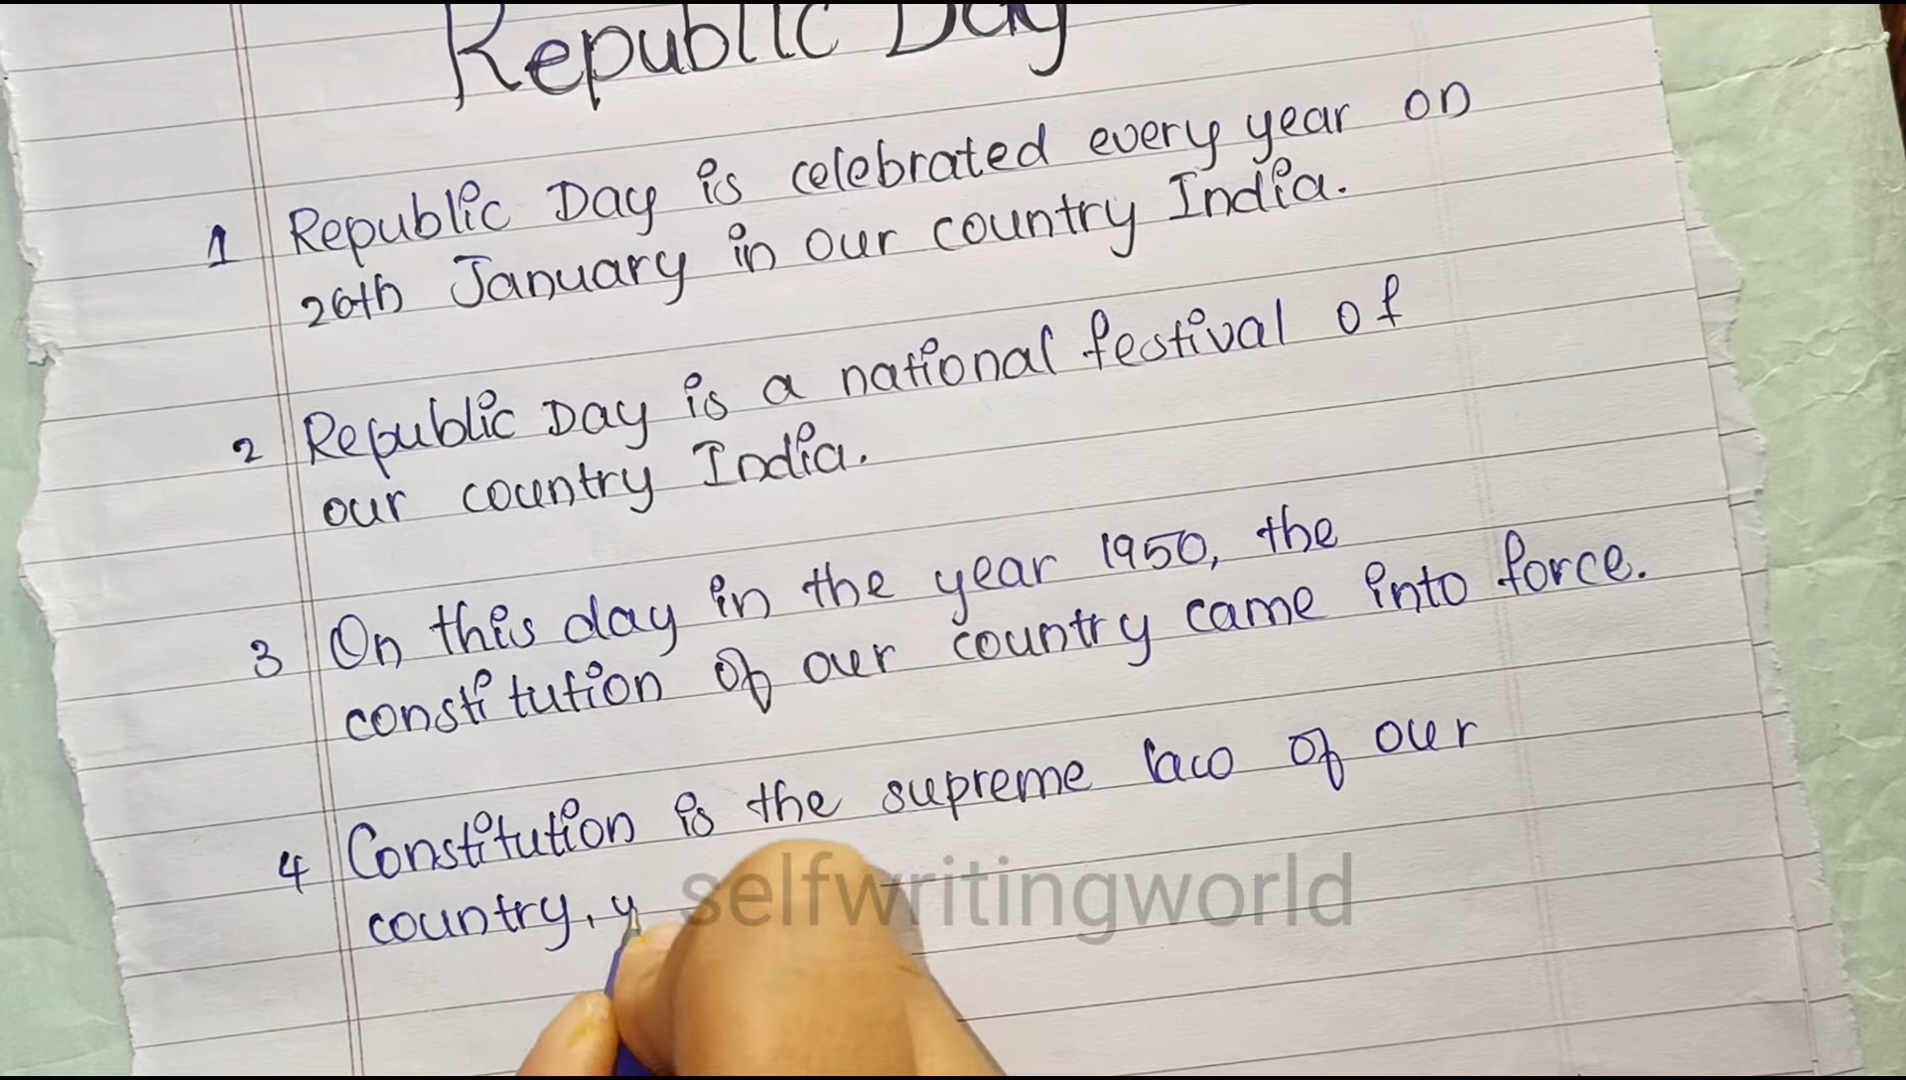 Republic Day
1 Republic Day is celebrated every year on
26th January in our country India.
2 Republic Day is a national festival of
our country India.
3 On this day in the year 1950, the
constitution of our country came into force.
4 Constitution is the supreme law of our
country,
selfwritingworld